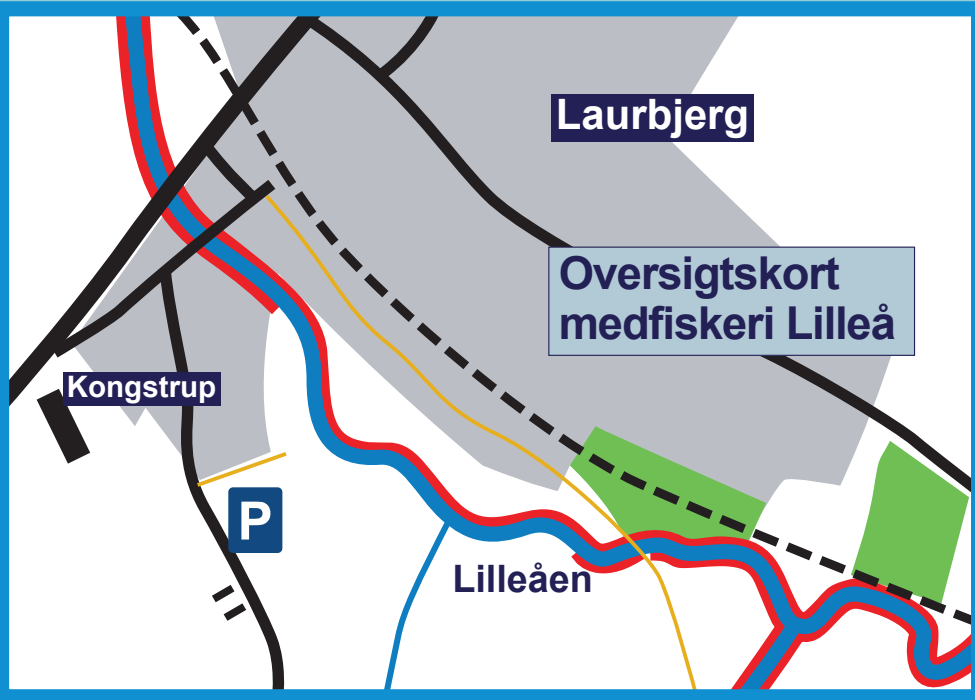 Laurbjerg
Oversigtskort
medfiskeri Lilleå
Kongstrup
P
Lilleåen